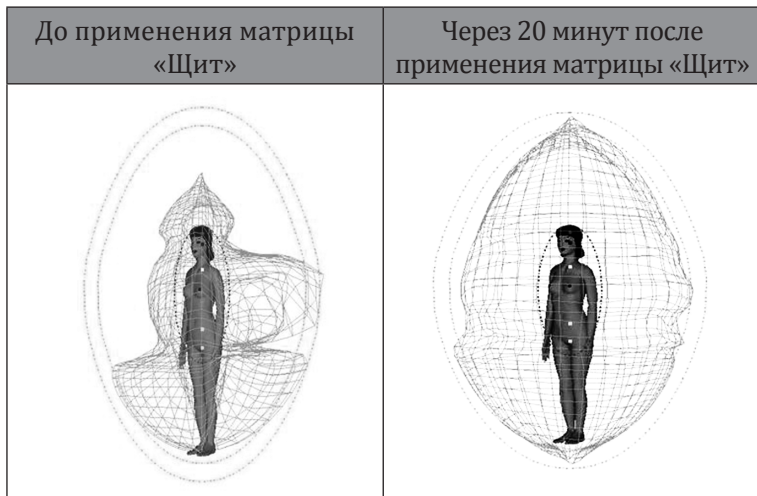 До применения матрицы
«Щит»
Через 20 минут после
применения матрицы «Щит»